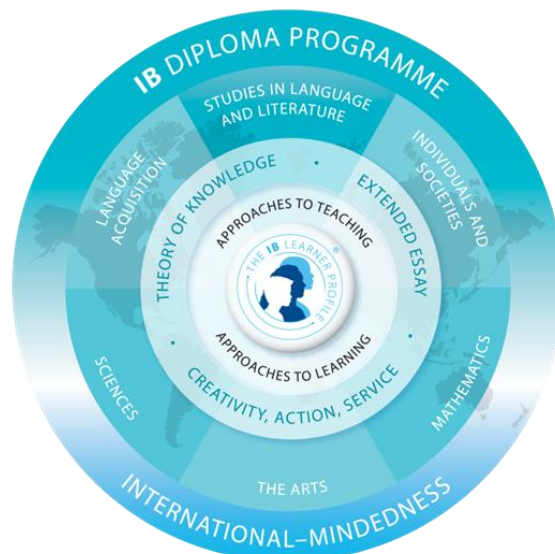 IB DIPLOMA PROGRAMME
STUDIES IN LANGUAGE
AND LITERATURE
LANGUAGE
ACQUISITION
INDIVIDUALS AND
SOCIETIES
THEORY OF KNOWLEDGE
EXTENDED ESSAY
APPROACHES TO TEACHING
THE IB LEARNER PROFILE
®
APPROACHES TO LEARNING
CREATIVITY, ACTION, SERVICE
SCIENCES
MATHEMATICS
THE ARTS
INTERNATIONAL–MINDEDNESS